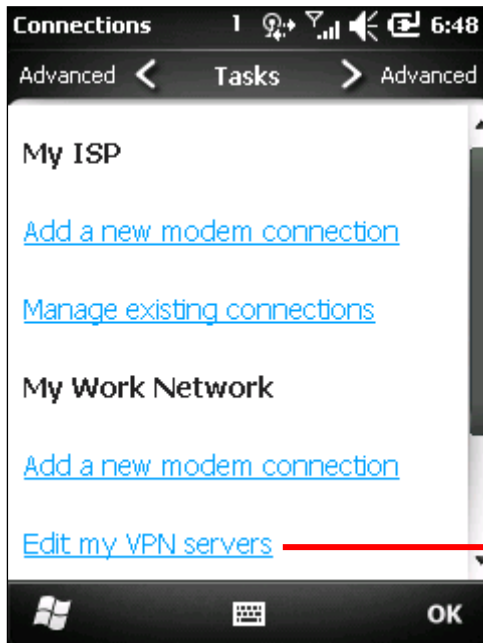 Connections 1 6:48
Advanced Tasks Advanced
My ISP
Add a new modem connection
Manage existing connections
My Work Network
Add a new modem connection
Edit my VPN servers
OK